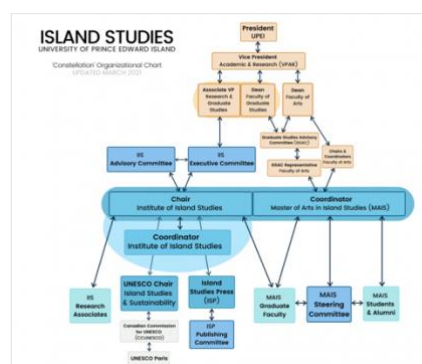 ISLAND STUDIES
UNIVERSITY OF PRINCE EDWARD ISLAND
'Constellation' Organizational Chart
UPDATED MARCH 2021
President
UPEI
Vice President
Academic & Research (VPAR)
Associate VP
Research &
Graduate
Studies
Dean
Faculty of
Graduate
Studies
Dean
Faculty of
Arts
Graduate Studies Advisory
Committee (GSAC)
Chairs &
Coordinators
Faculty of Arts
GSAC Representative
Faculty of Arts
IIS
Advisory Committee
IIS
Executive Committee
Chair
Institute of Island Studies
Coordinator
Master of Arts in Island Studies (MAIS)
Coordinator
Institute of Island Studies
IIS
Research
Associates
UNESCO Chair
Island Studies
& Sustainability
Island
Studies Press
(ISP)
MAIS
Graduate
Faculty
MAIS
Steering
Committee
MAIS
Students
& Alumni
Canadian Commission
for UNESCO
(CCUNESCO)
ISP
Publishing
Committee
UNESCO Paris